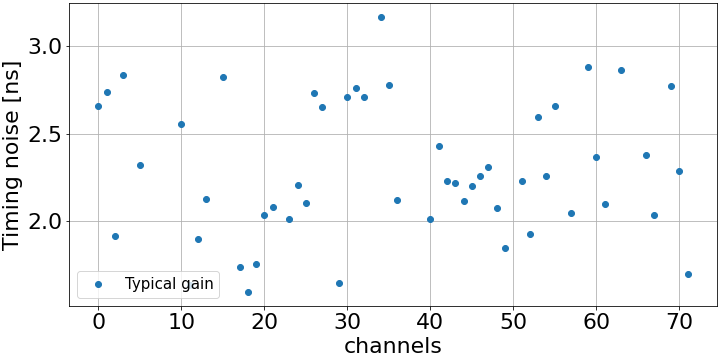 Timing noise [ns]
3.0
2.5
2.0
Typical gain
0 10 20 30 40 50 60 70
channels